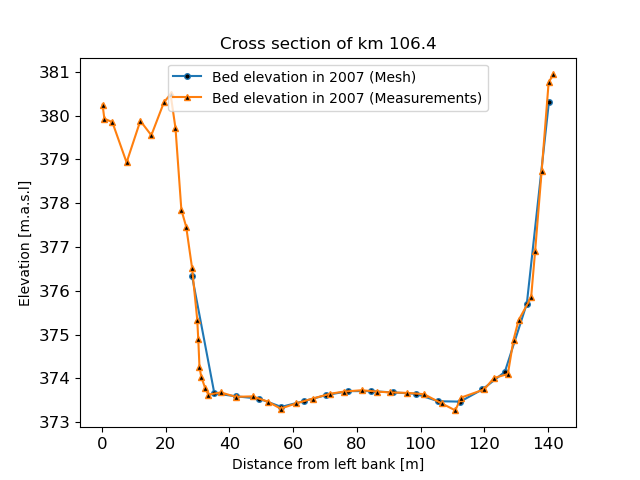 Cross section of km 106.4
Bed elevation in 2007 (Mesh)
Bed elevation in 2007 (Measurements)
Elevation [m.a.s.l]
381
380
379
378
377
376
375
374
373
0 20 40 60 80 100 120 140
Distance from left bank [m]